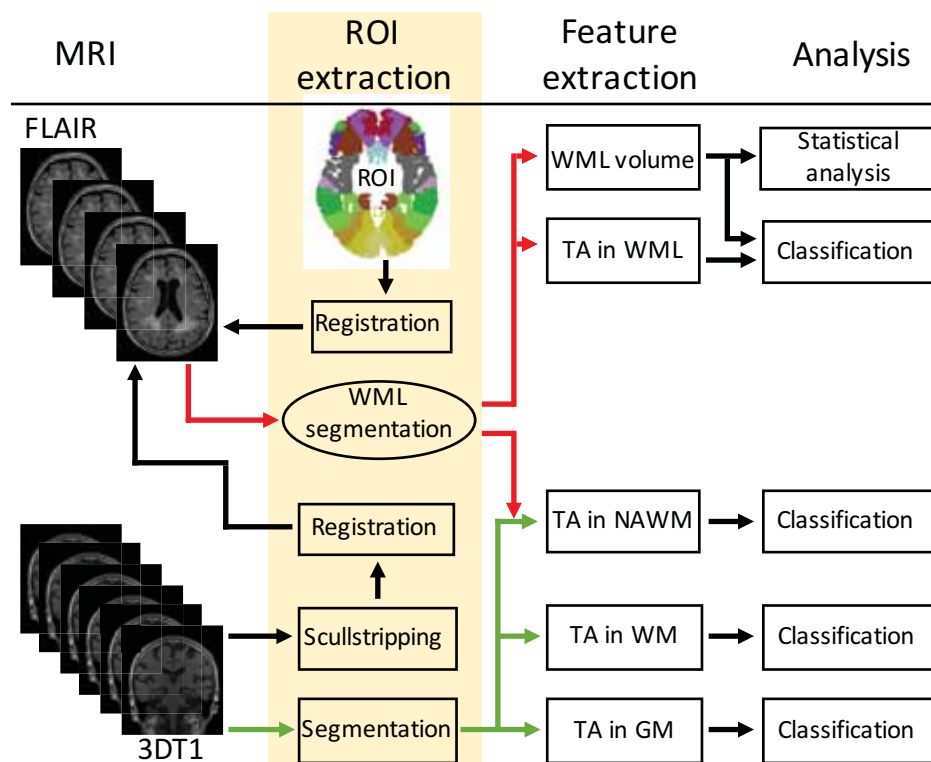 MRI
ROI
extraction
Feature
extraction
Analysis
FLAIR
ROI
WML volume
Statistical
analysis
TA in WML
Classification
Registration
WML
segmentation
Registration
TA in NAWM
Classification
Scullstripping
TA in WM
Classification
Segmentation
TA in GM
Classification
3DT1